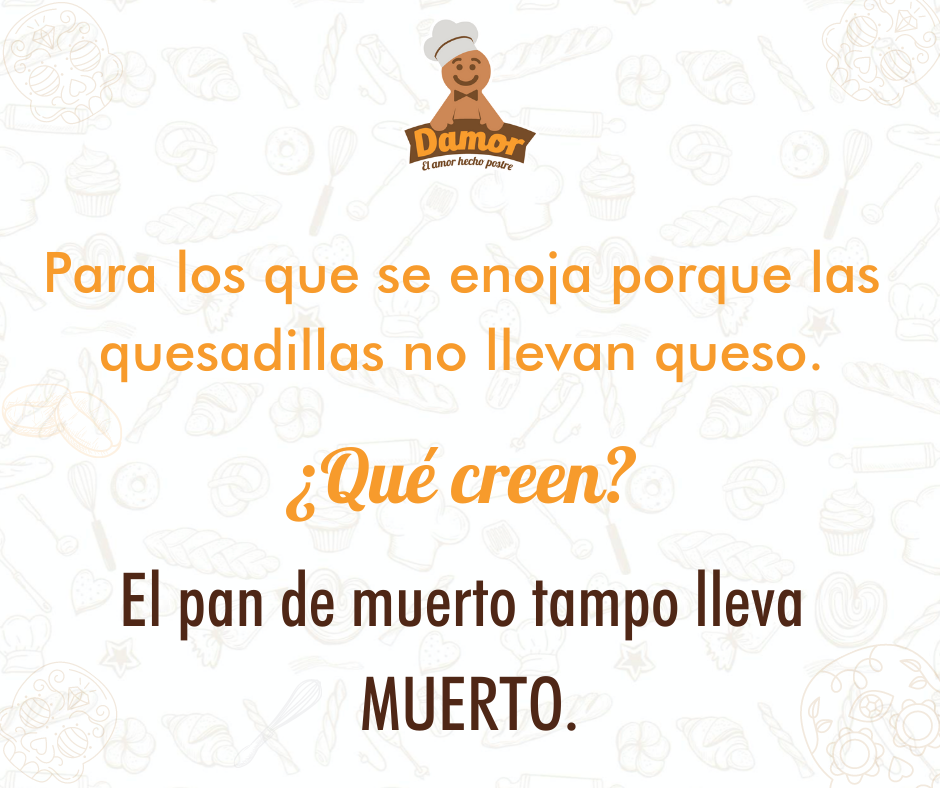 Damor
El amor hecho postre
Para los que se enoja porque las
quesadillas no llevan queso.
¿Qué creen?
El pan de muerto tampo lleva
MUERTO.